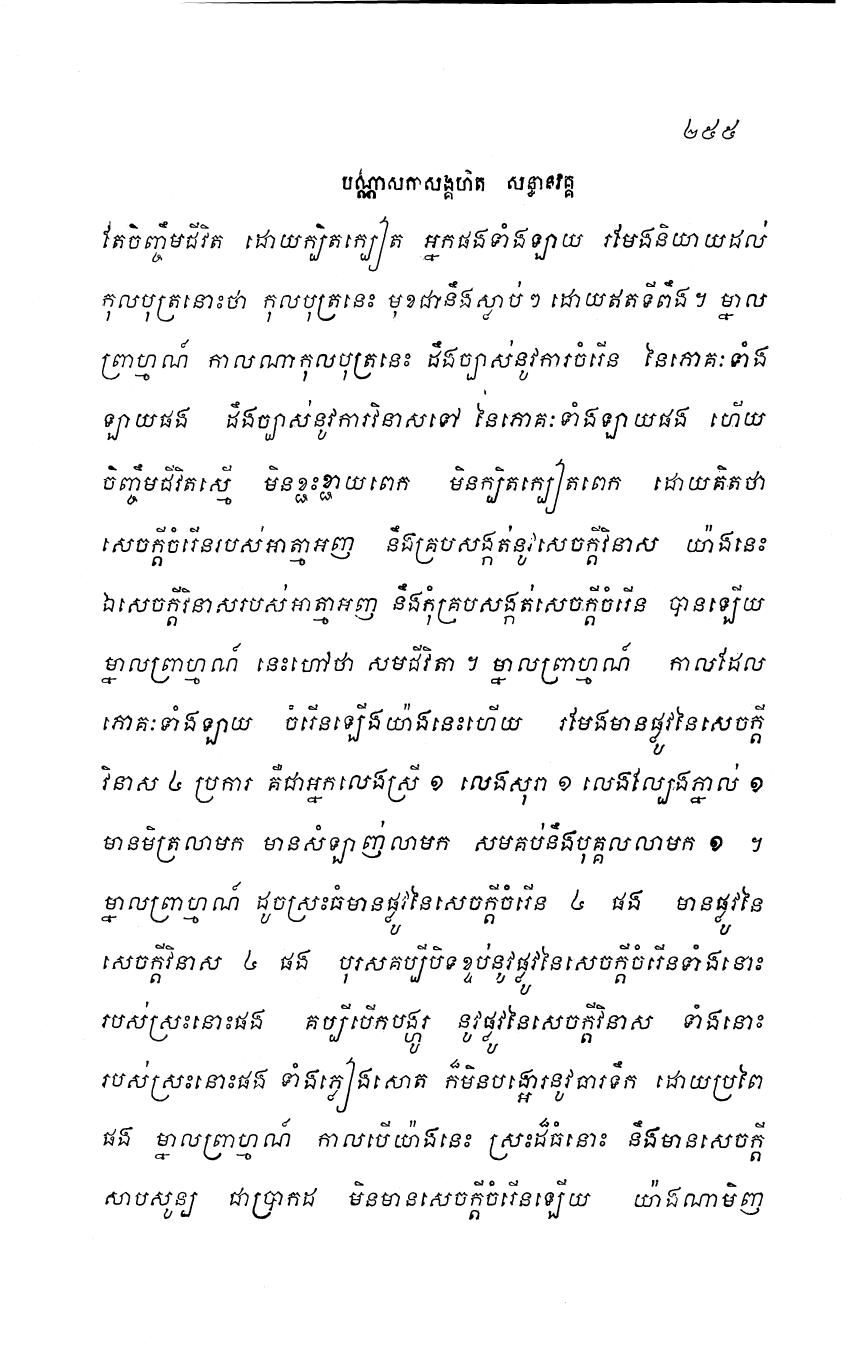 ២៥៥
បណ្ណាសកាសង្គហិត សន្ធានវគ្គ
តែចិញ្ចឹមជីវិត ដោយក្បិតក្បៀត អ្នកផងទាំងឡាយ រមែងនិយាយដល់
កុលបុត្រនោះថា កុលបុត្រនេះ មុខជានឹងស្លាប់ៗ ដោយឥតទីពឹង។ ម្នាល
ព្រាហ្មណ៍ កាលណាកុលបុត្រនេះ ដឹងច្បាស់នូវការចំរើន នៃភោគៈទាំង
ឡាយផង ដឹងច្បាស់នូវការវិនាសទៅ នៃភោគៈទាំងឡាយផង ហើយ
ចិញ្ចឹមជីវិតស្មើ មិនខ្ជះខ្ជាយពេក មិនក្បិតក្បៀតពេក ដោយគិតថា
សេចក្តីចំរើនរបស់អាត្មាអញ នឹងគ្របសង្កត់នូវសេចក្តីវិនាស យ៉ាងនេះ
ឯសេចក្តីវិនាសរបស់អាត្មាអញ នឹងកុំគ្របសង្កត់សេចក្តីចំរើន បានឡើយ
ម្នាលព្រាហ្មណ៍ នេះហៅថា សមជីវិតា ។ ម្នាលព្រាហ្មណ៍ កាលដែល
ភោគៈទាំងឡាយ ចំរើនឡើងយ៉ាងនេះហើយ រមែងមានផ្លូវនៃសេចក្តី
វិនាស ៤ ប្រការ គឺជាអ្នកលេងស្រី ១ លេងសុរា ១ លេងល្បែងភ្នាល់ ១
មានមិត្រលាមក មានសំឡាញ់លាមក សមគប់នឹងបុគ្គលលាមក ១ ។
ម្នាលព្រាហ្មណ៍ ដូចស្រះធំមានផ្លូវនៃសេចក្តីចំរើន ៤ ផង មានផ្លូវនៃ
សេចក្តីវិនាស ៤ ផង បុរសគប្បីបិទខ្ទប់នូវផ្លូវនៃសេចក្តីចំរើនទាំងនោះ
របស់ស្រះនោះផង គប្បីបើកបង្ហូរ នូវផ្លូវនៃសេចក្តីវិនាស ទាំងនោះ
របស់ស្រះនោះផង ទាំងភ្លៀងសោត ក៏មិនបង្អោរនូវធារទឹក ដោយប្រពៃ
ផង ម្នាលព្រាហ្មណ៍ កាលបើយ៉ាងនេះ ស្រះដ៏ធំនោះ នឹងមានសេចក្តី
សាបសូន្យ ជាប្រាកដ មិនមានសេចក្តីចំរើនឡើយ យ៉ាងណាមិញ